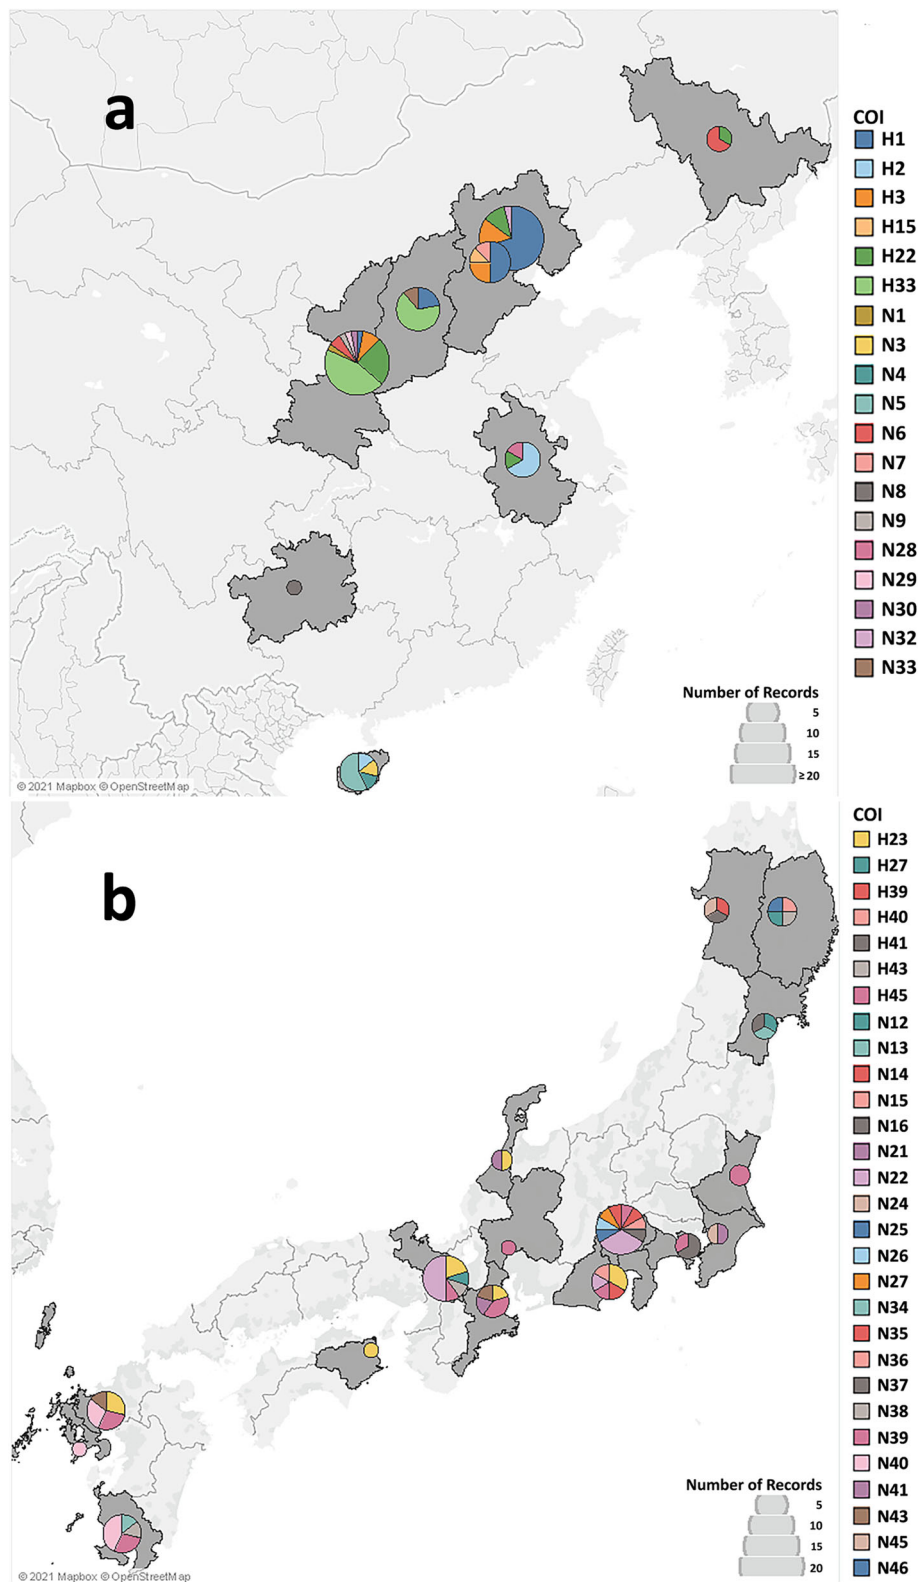 a
COI
H1
H2
H3
H15
H22
H33
N1
N3
N4
N5
N6
N7
N8
N9
N28
N29
N30
N32
N33
Number of Records
5
10
15
≥20
© 2021 Mapbox © OpenStreetMap
b
COI
H23
H27
H39
H40
H41
H43
H45
N12
N13
N14
N15
N16
N21
N22
N24
N25
N26
N27
N34
N35
N36
N37
N38
N39
N40
N41
N43
N45
N46
Number of Records
5
10
15
20
© 2021 Mapbox © OpenStreetMap